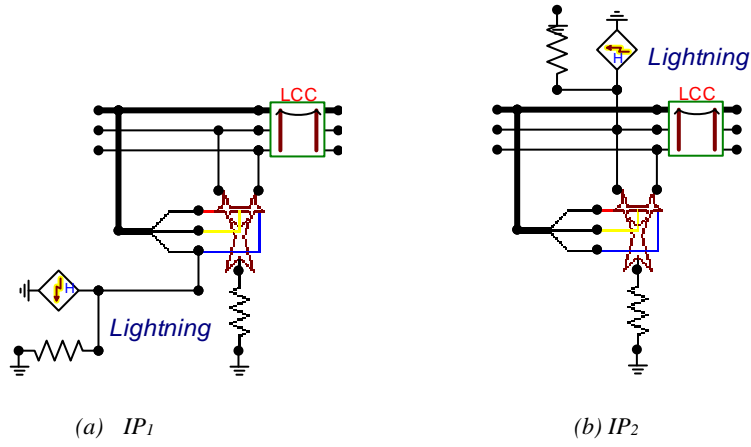 Lightning
H
LCC
LCC
H
Lightning
(a) IP1
(b) IP2